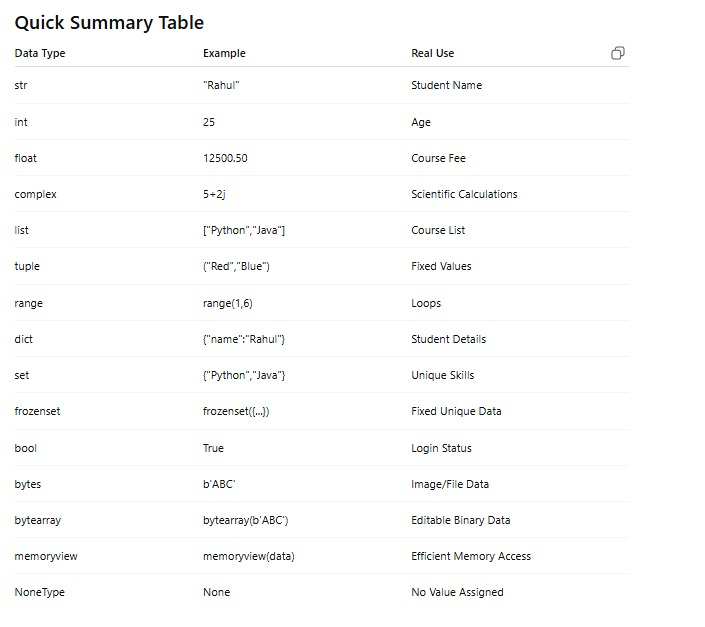 Quick Summary Table
Data Type Example Real Use
str "Rahul" Student Name
int 25 Age
float 12500.50 Course Fee
complex 5+2j Scientific Calculations
list ["Python","Java"] Course List
tuple ("Red","Blue") Fixed Values
range range(1,6) Loops
dict {"name":"Rahul"} Student Details
set {"Python","Java"} Unique Skills
frozenset frozenset({...}) Fixed Unique Data
bool True Login Status
bytes b'ABC' Image/File Data
bytearray bytearray(b'ABC') Editable Binary Data
memoryview memoryview(data) Efficient Memory Access
NoneType None No Value Assigned